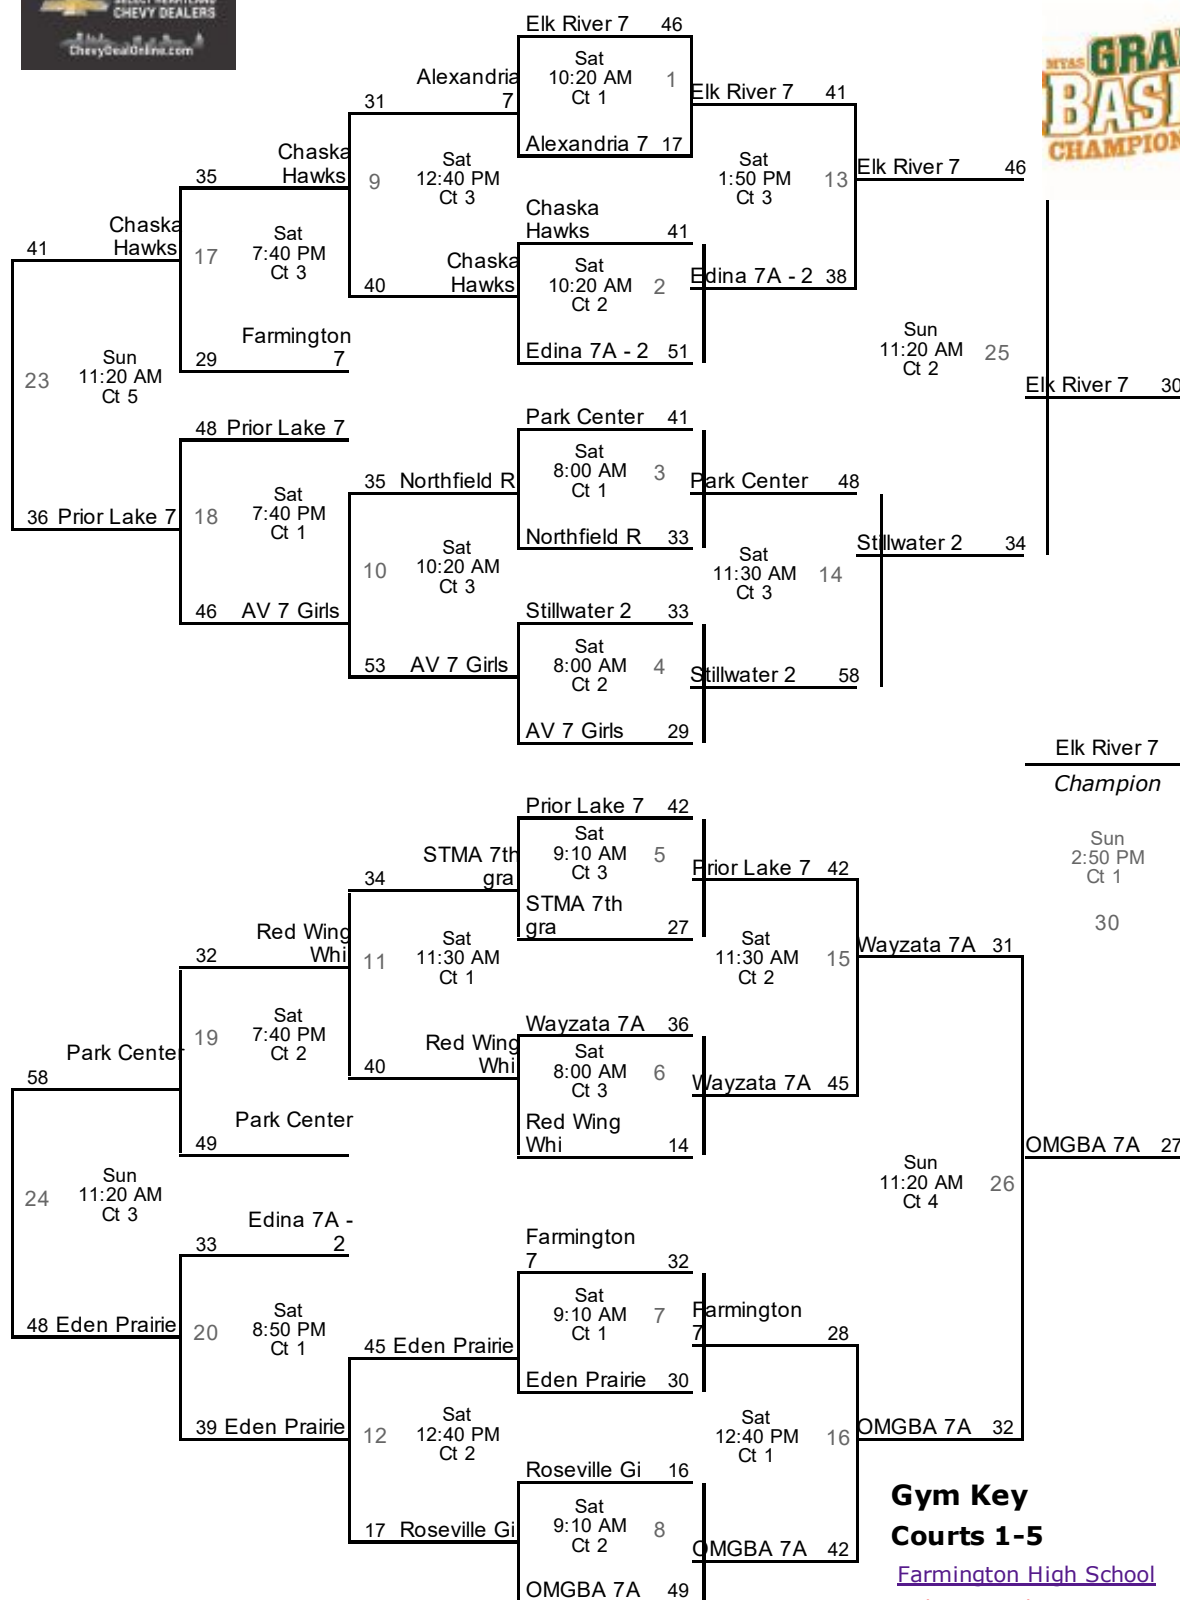 CHEVY DEALERS
ChevyDealOnline.com
MYAS GRA
BAS
CHAMPION
Elk River 7 46
Sat
10:20 AM
Ct 1
1
Alexandria 7 17
Alexandria
7
31
Elk River 7 41
Chaska
Hawks
35
9
Sat
12:40 PM
Ct 3
Sat
1:50 PM
Ct 3
13
Elk River 7 46
Chaska
Hawks
41
17
Sat
7:40 PM
Ct 3
Chaska
Hawks 41
Chaska
Hawks
40
Sat
10:20 AM
Ct 2
2
Edina 7A - 2 38
Edina 7A - 2 51
Farmington
7
29
23
Sun
11:20 AM
Ct 5
Sun
11:20 AM
Ct 2
25
Elk River 7 30
48 Prior Lake 7
Park Center 41
Sat
8:00 AM
Ct 1
3
35 Northfield R
Park Center 48
36 Prior Lake 7
18
Sat
7:40 PM
Ct 1
Northfield R 33
10
Sat
10:20 AM
Ct 3
Sat
11:30 AM
Ct 3
14
Stillwater 2 34
46 AV 7 Girls
Stillwater 2 33
53 AV 7 Girls
Sat
8:00 AM
Ct 2
4
Stillwater 2 58
AV 7 Girls 29
Elk River 7
Champion
Sun
2:50 PM
Ct 1
30
Prior Lake 7 42
Sat
9:10 AM
Ct 3
5
STMA 7th
gra
34
Prior Lake 7 42
STMA 7th
gra 27
Red Wing
Whi
32
11
Sat
11:30 AM
Ct 1
Sat
11:30 AM
Ct 2
15
Wayzata 7A 31
19
Sat
7:40 PM
Ct 2
Wayzata 7A 36
Park Center
58
Red Wing
Whi
40
Sat
8:00 AM
Ct 3
6
Wayzata 7A 45
Park Center
49
Red Wing
Whi 14
24
Sun
11:20 AM
Ct 3
Sun
11:20 AM
Ct 4
26
OMGBA 7A 27
Edina 7A -
2
33
Farmington
7 32
48 Eden Prairie
20
Sat
8:50 PM
Ct 1
Sat
9:10 AM
Ct 1
7
Farmington
7 28
45 Eden Prairie
Eden Prairie 30
39 Eden Prairie
12
Sat
12:40 PM
Ct 2
Sat
12:40 PM
Ct 1
16
OMGBA 7A 32
Roseville Gi 16
17 Roseville Gi
Sat
9:10 AM
Ct 2
8
OMGBA 7A 42
OMGBA 7A 49
Gym Key
Courts 1-5
Farmington High School